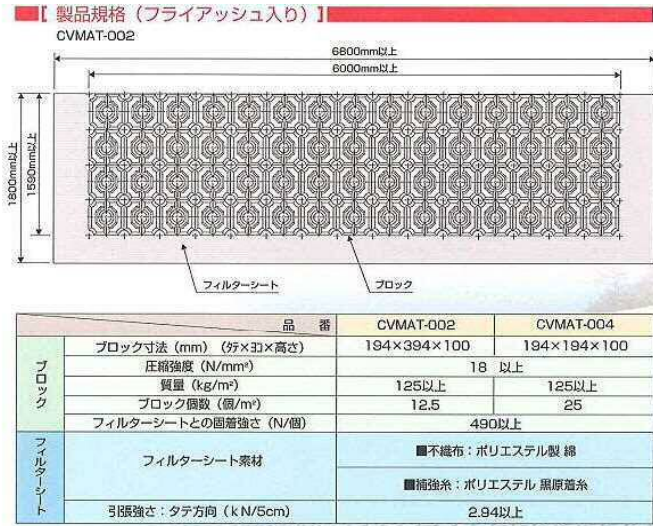 【 製品規格（フライアッシュ入り）】
CVMAT-002
6800mm以上
6000mm以上
1800mm以上
1590mm以上
フィルターシート
ブロック
品　番 CVMAT-002 CVMAT-004
ブロック
ブロック寸法（mm）（ﾀﾃ×ﾖｺ×高さ） 194×394×100 194×194×100
圧縮強度（N/mm²） 18 以上
質量（kg/m²） 125以上 125以上
ブロック個数（個/m²） 12.5 25
フィルターシートとの固着強さ（N/個） 490以上
フィルターシート
フィルターシート素材 ■不織布：ポリエステル製 綿
■補強糸：ポリエステル 黒原着糸
引張強さ：タテ方向（ｋN/5cm） 2.94以上